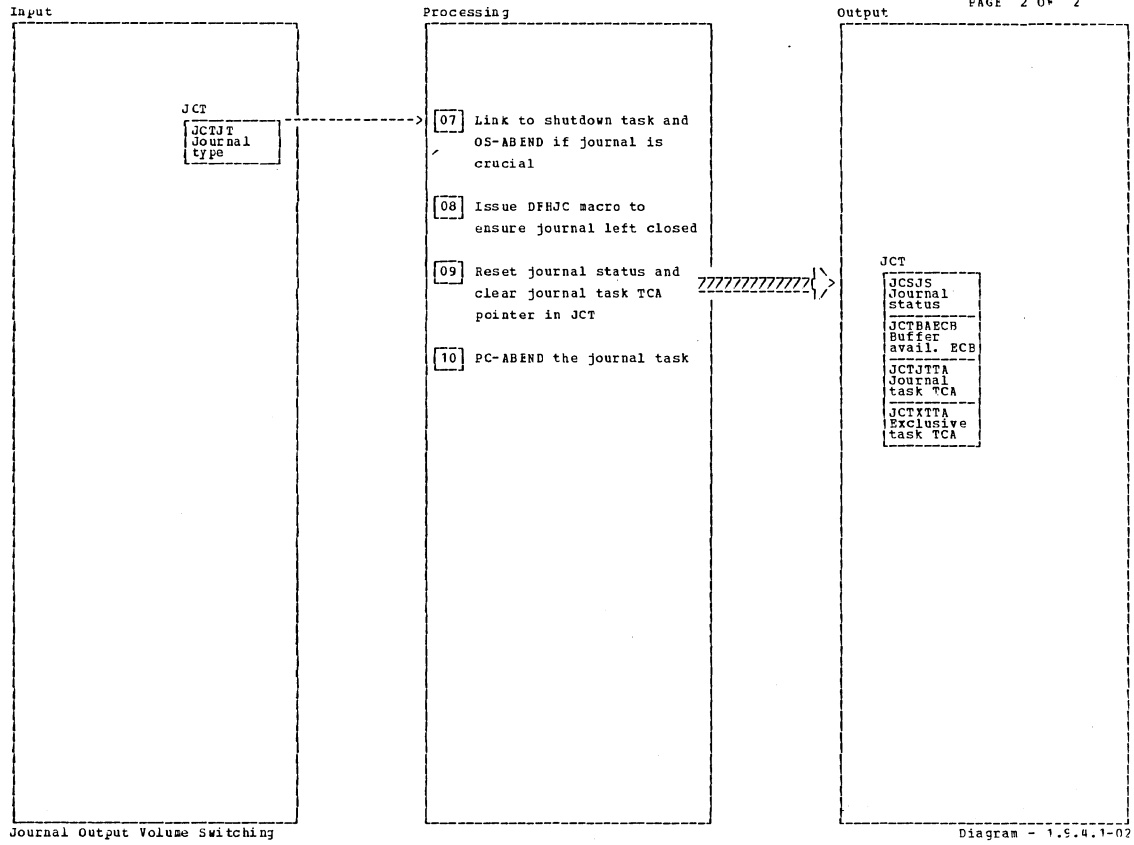 PAGE 2 OF 2
Input
Processing
Output
JCT
JCTJT
Journal
type
07 Link to shutdown task and
OS-ABEND if journal is
crucial
08 Issue DFHJC macro to
ensure journal left closed
09 Reset journal status and
clear journal task TCA
pointer in JCT
10 PC-ABEND the journal task
JCT
JCSJS
Journal
status
JCTBAECB
Buffer
avail. ECB
JCTJTTA
Journal
task TCA
JCTXTTA
Exclusive
task TCA
Journal Output Volume Switching
Diagram - 1.9.4.1-02